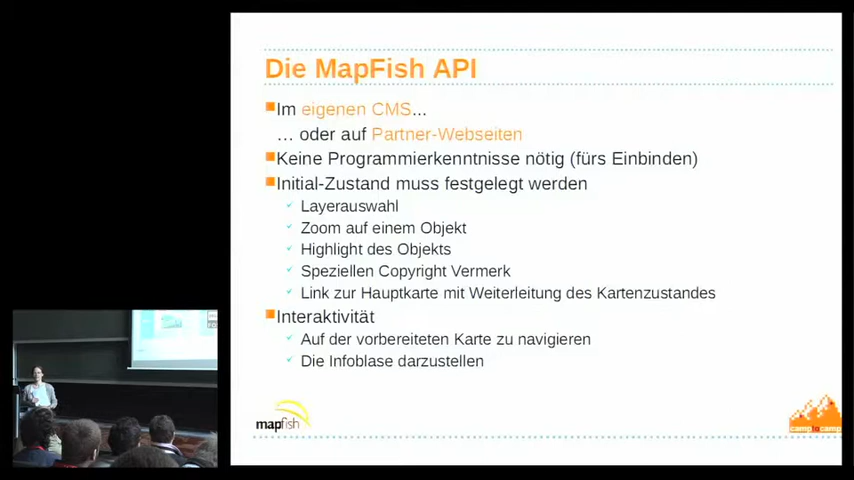 Die MapFish API
Im eigenen CMS...
... oder auf Partner-Webseiten
Keine Programmierkenntnisse nötig (fürs Einbinden)
Initial-Zustand muss festgelegt werden
Layerauswahl
Zoom auf einem Objekt
Highlight des Objekts
Speziellen Copyright Vermerk
Link zur Hauptkarte mit Weiterleitung des Kartenzustandes
Interaktivität
Auf der vorbereiteten Karte zu navigieren
Die Infoblase darzustellen
mapfish
camptocamp